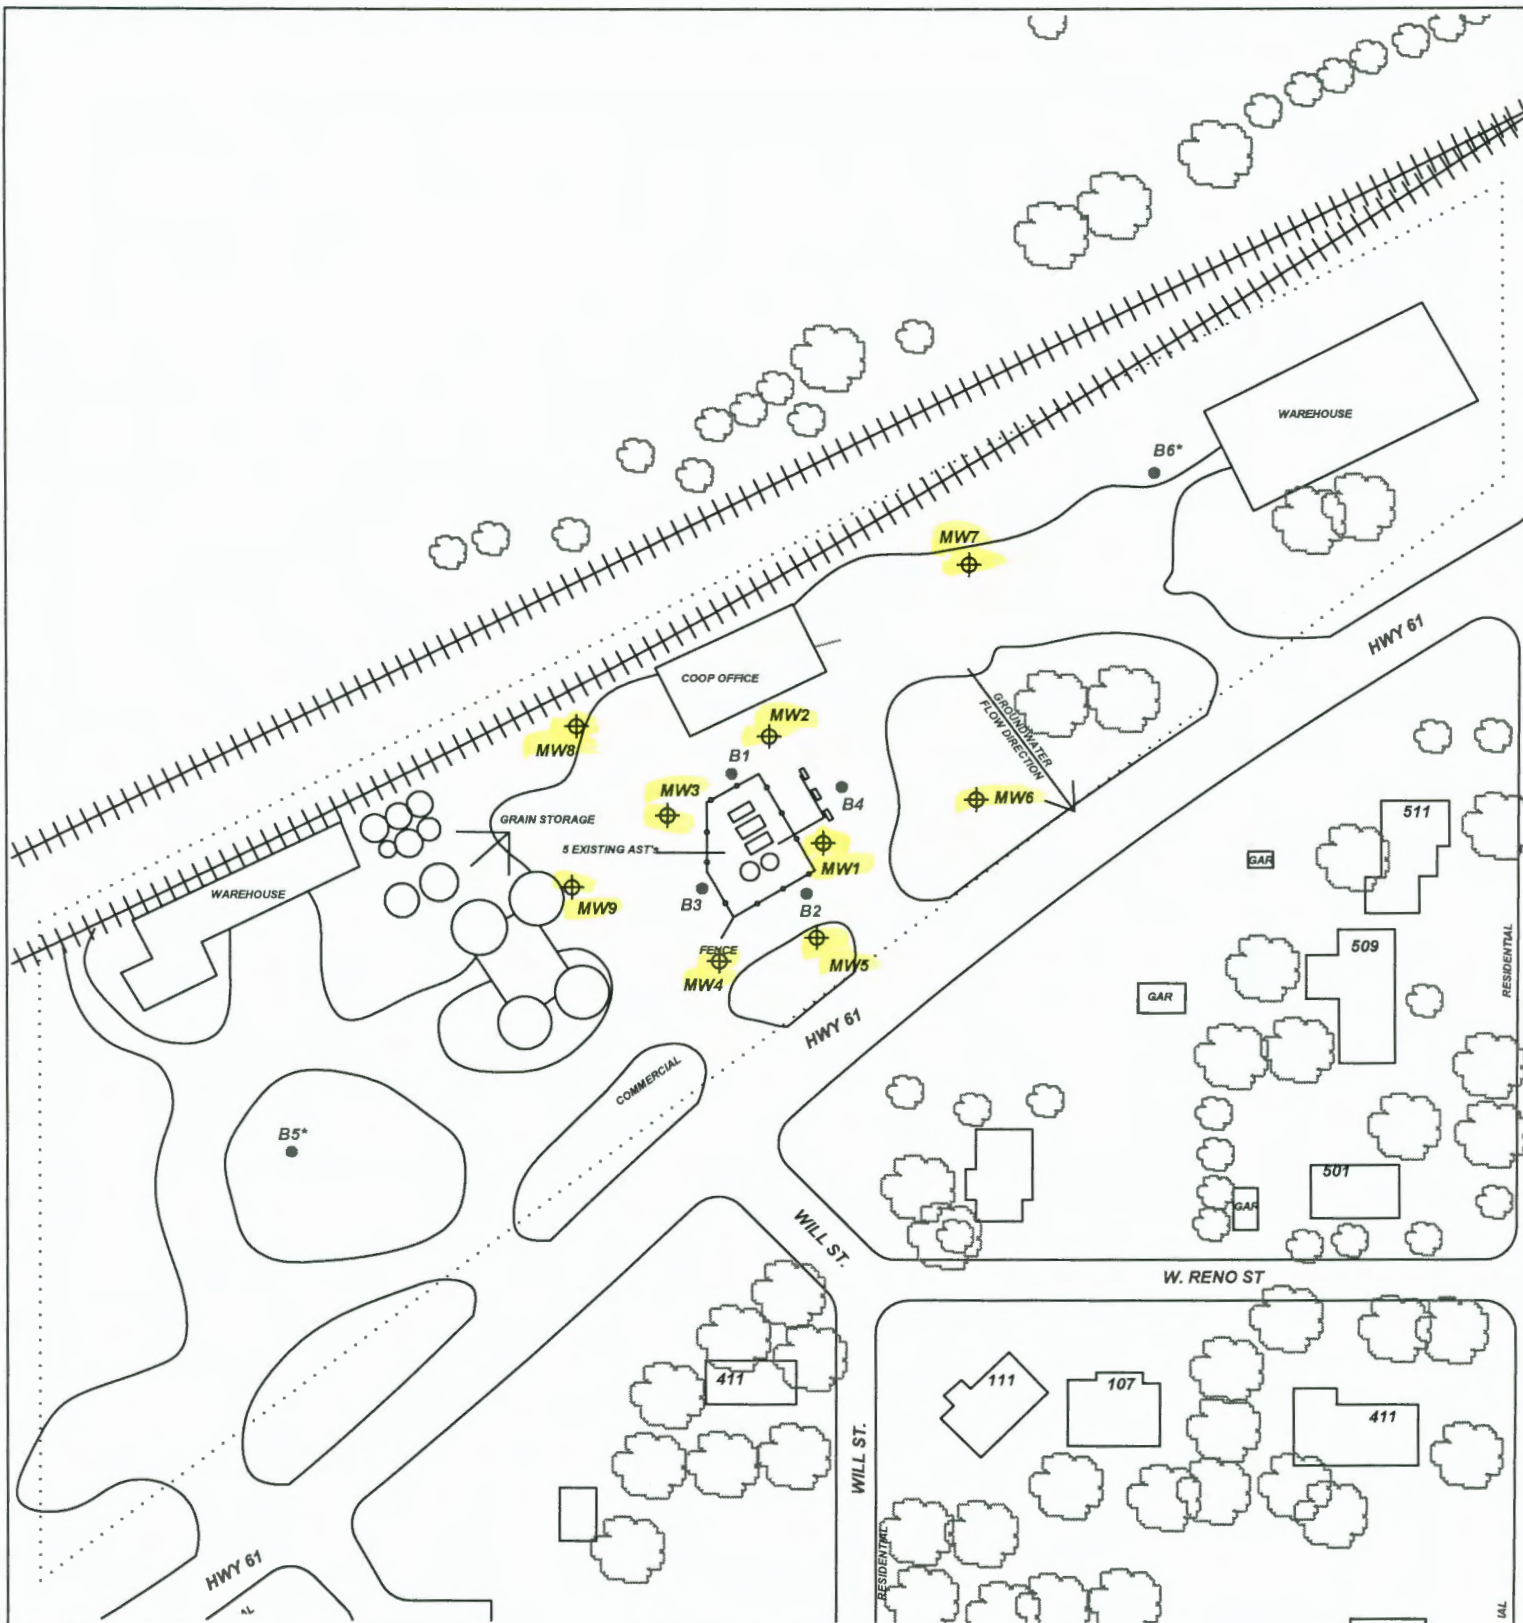 B6*
WAREHOUSE
MW7
HWY 61
COOP OFFICE
MW2
MW8
GROUNDWATER
FLOW DIRECTION
B1
MW3
B4
MW6
GRAIN STORAGE
5 EXISTING AST's
511
GAR
MW1
WAREHOUSE
B3
B2
MW9
FENCE
MW5
MW4
509
RESIDENTIAL
GAR
HWY 61
COMMERCIAL
B5*
501
GAR
WILL ST.
W. RENO ST
411
111
107
411
WILL ST.
RESIDENTIAL
HWY 61
AL
IAL